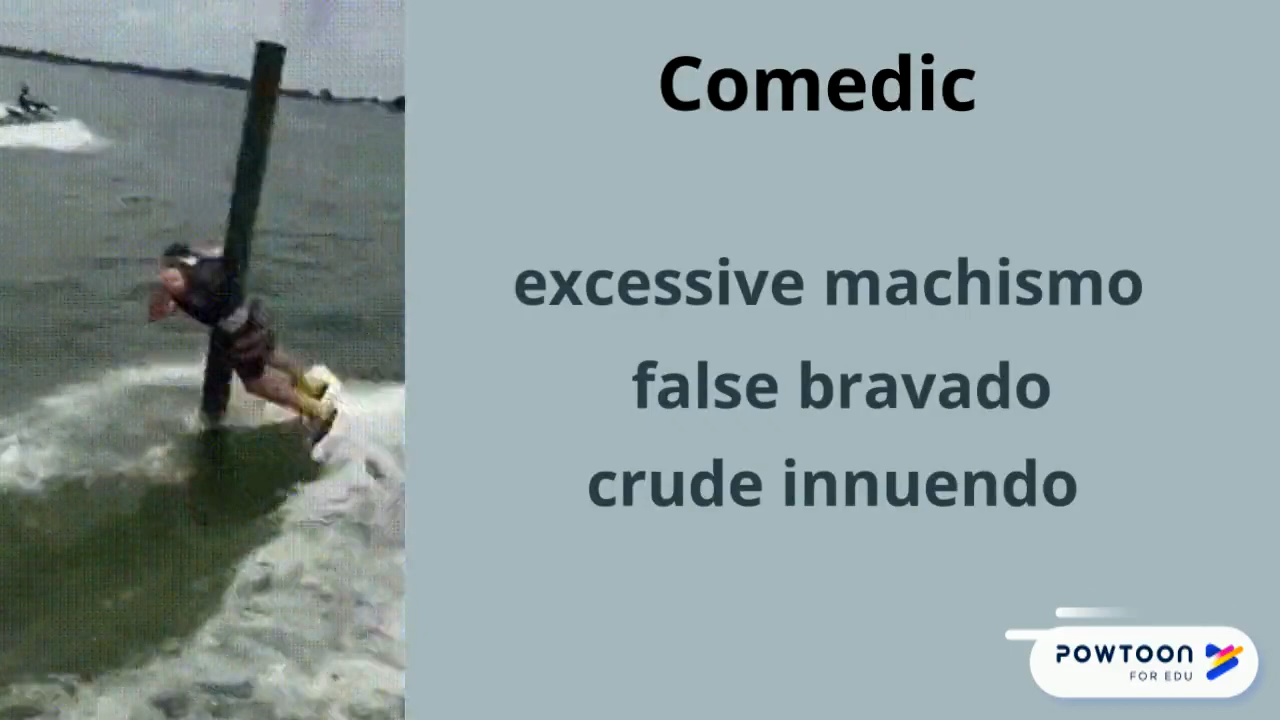 Comedic
excessive machismo
false bravado
crude innuendo
POWTOON
FOR EDU